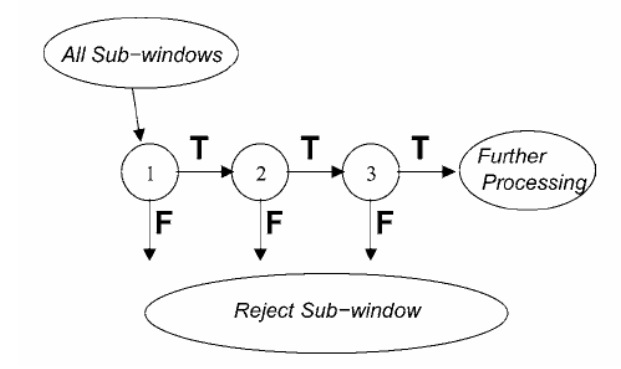 All Sub-windows
T
T
T
1
2
3
Further
Processing
F
F
F
Reject Sub-window